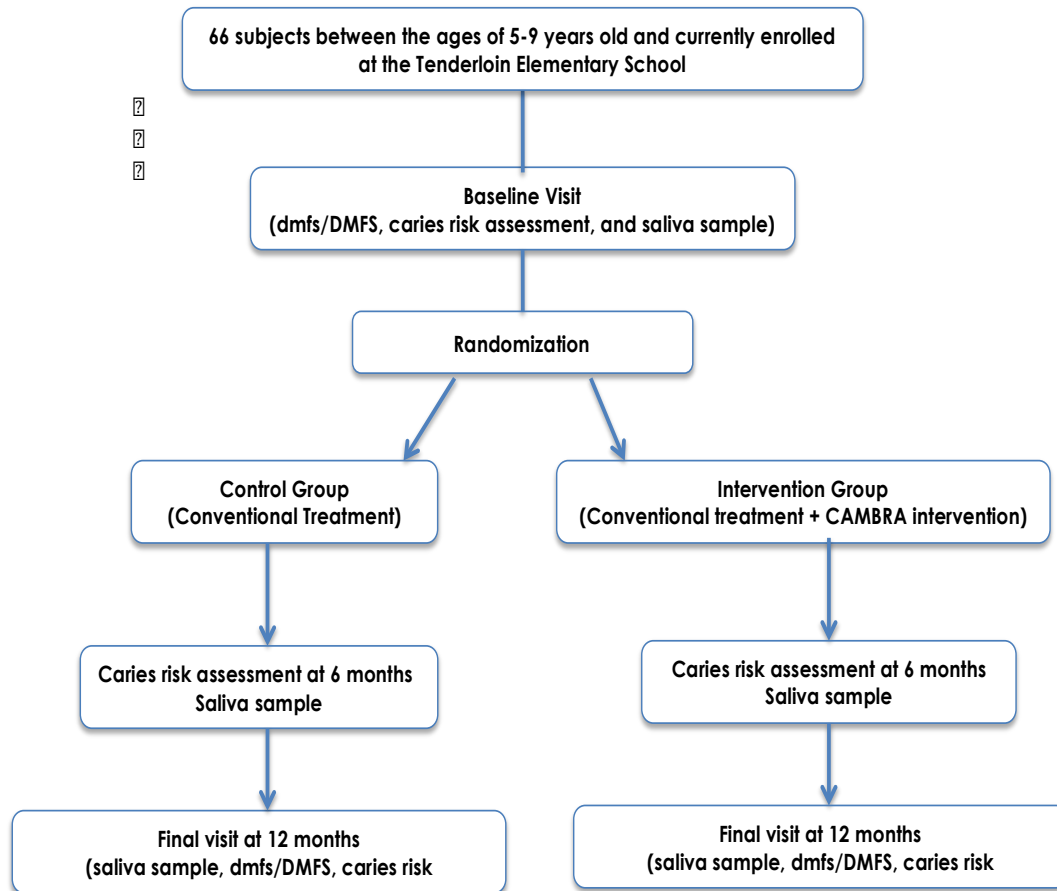 66 subjects between the ages of 5-9 years old and currently enrolled
at the Tenderloin Elementary School
Baseline Visit
(dmfs/DMFS, caries risk assessment, and saliva sample)
Randomization
Control Group
(Conventional Treatment)
Intervention Group
(Conventional treatment + CAMBRA intervention)
Caries risk assessment at 6 months
Saliva sample
Caries risk assessment at 6 months
Saliva sample
Final visit at 12 months
(saliva sample, dmfs/DMFS, caries risk
Final visit at 12 months
(saliva sample, dmfs/DMFS, caries risk